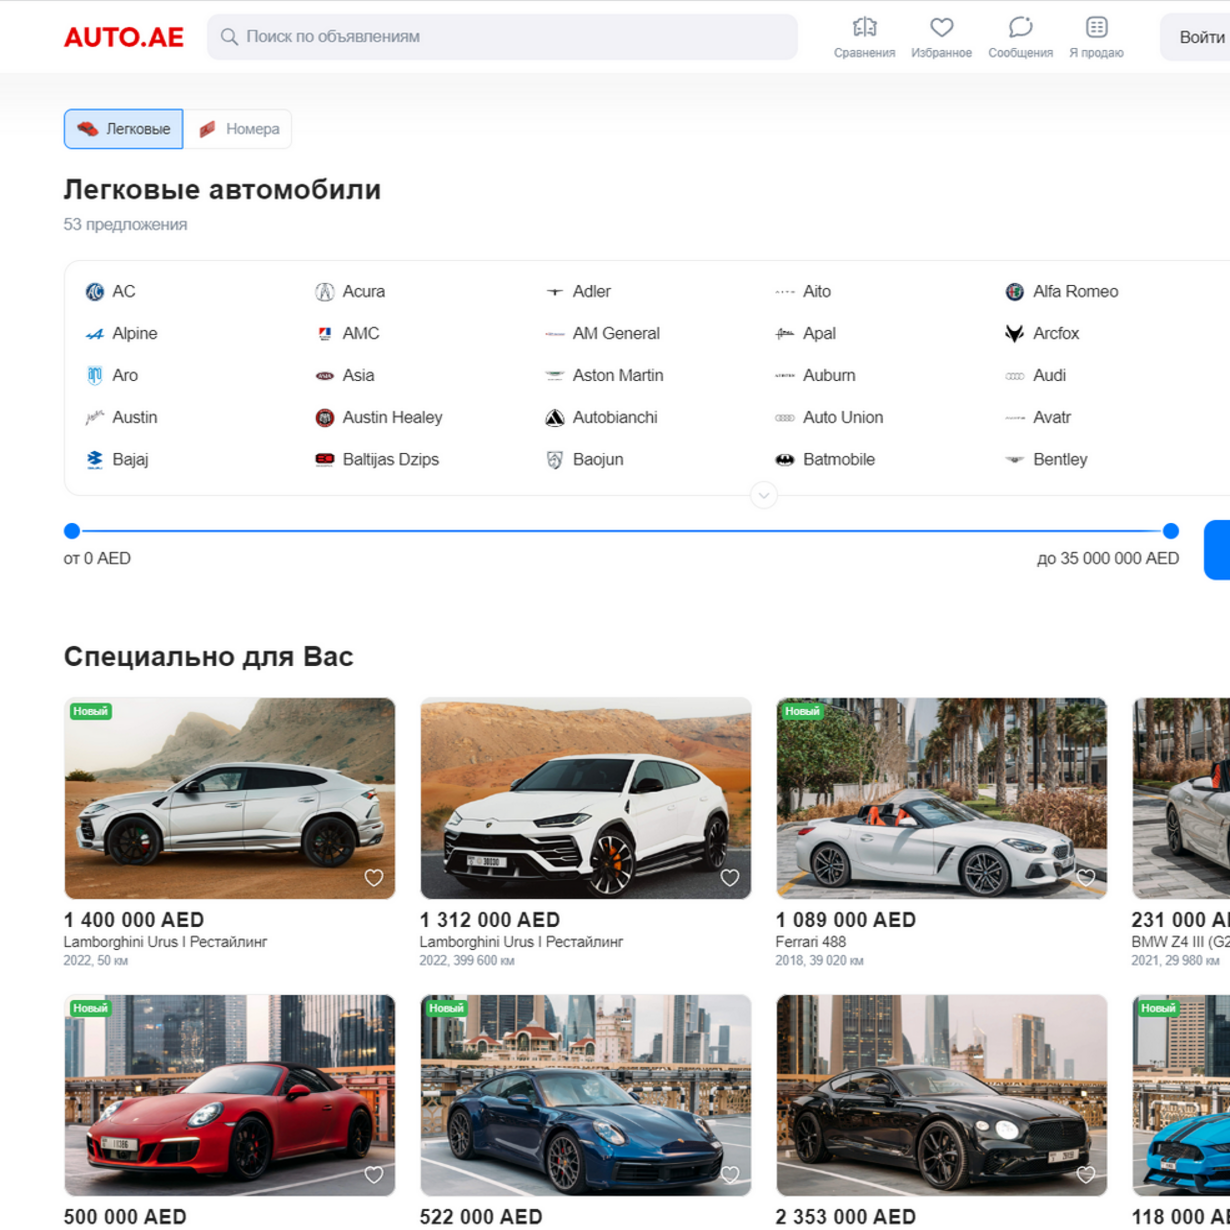 AUTO.AE
Поиск по объявлениям
Сравнения
Избранное
Сообщения
Я продаю
Войти
Легковые
Номера
Легковые автомобили
53 предложения
AC
Acura
Adler
Aito
Alfa Romeo
Alpine
AMC
AM General
Apal
Arcfox
Aro
Asia
Aston Martin
Auburn
Audi
Austin
Austin Healey
Autobianchi
Auto Union
Avatr
Bajaj
Baltijas Dzips
Baojun
Batmobile
Bentley
от 0 AED
до 35 000 000 AED
Специально для Вас
Новый
Новый
1 400 000 AED
1 312 000 AED
1 089 000 AED
231 000 A
Lamborghini Urus I Рестайлинг
Lamborghini Urus I Рестайлинг
Ferrari 488
BMW Z4 III (G2
2022, 50 км
2022, 399 600 км
2018, 39 020 км
2021, 29 980 км
Новый
Новый
Новый
500 000 AED
522 000 AED
2 353 000 AED
118 000 A